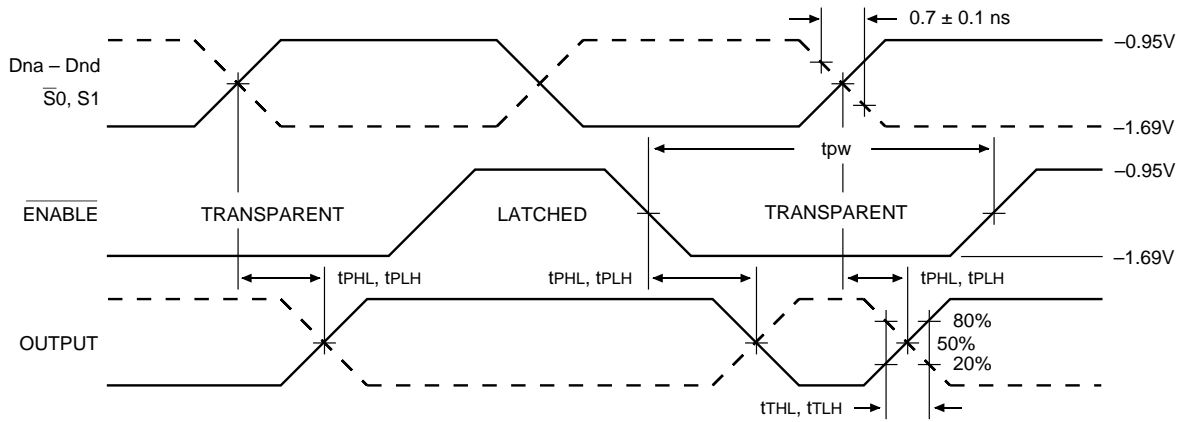 0.7 ± 0.1 ns
Dna – Dnd
S̅0, S1
–0.95V
–1.69V
tpw
–0.95V
ENABLE
TRANSPARENT
LATCHED
TRANSPARENT
–1.69V
tPHL, tPLH
tPHL, tPLH
tPHL, tPLH
OUTPUT
80%
50%
20%
tTHL, tTLH